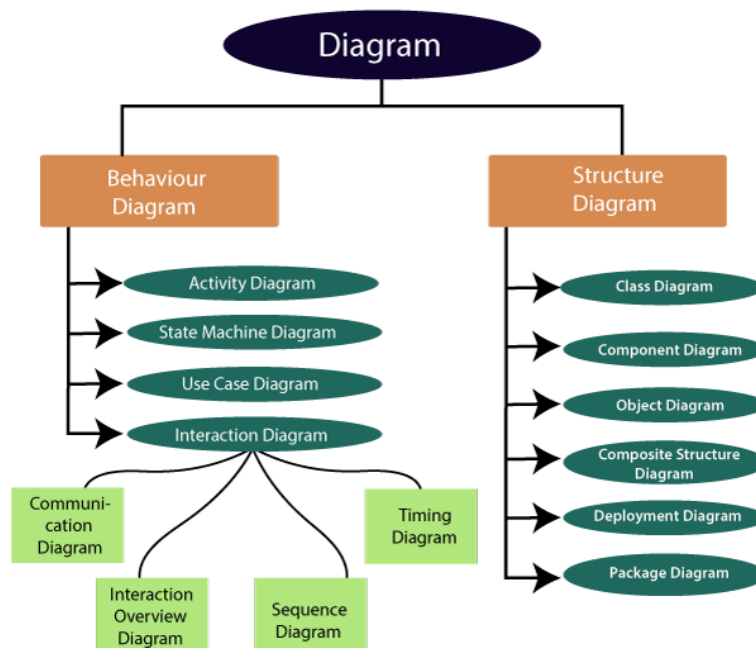 Diagram
Behaviour
Diagram
Structure
Diagram
Activity Diagram
State Machine Diagram
Use Case Diagram
Interaction Diagram
Communi-
cation
Diagram
Interaction
Overview
Diagram
Sequence
Diagram
Timing
Diagram
Class Diagram
Component Diagram
Object Diagram
Composite Structure
Diagram
Deployment Diagram
Package Diagram